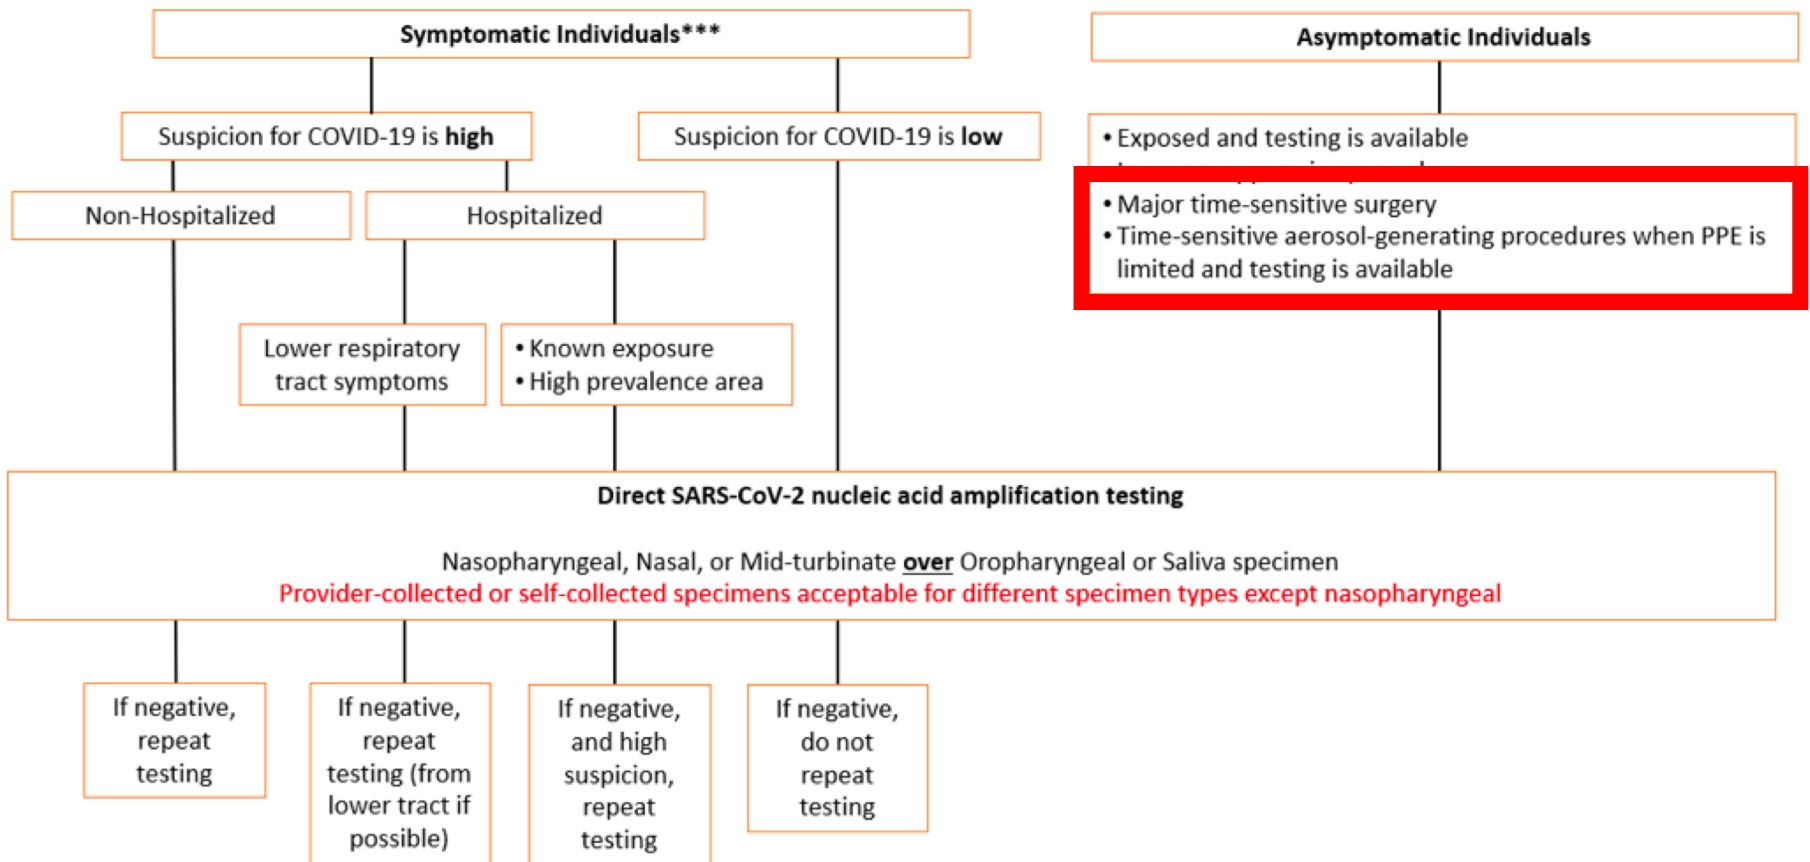 Symptomatic Individuals***
Asymptomatic Individuals
Suspicion for COVID-19 is high
Suspicion for COVID-19 is low
• Exposed and testing is available
• Major time-sensitive surgery
• Time-sensitive aerosol-generating procedures when PPE is
limited and testing is available
Non-Hospitalized
Hospitalized
Lower respiratory
tract symptoms
• Known exposure
• High prevalence area
Direct SARS-CoV-2 nucleic acid amplification testing
Nasopharyngeal, Nasal, or Mid-turbinate over Oropharyngeal or Saliva specimen
Provider-collected or self-collected specimens acceptable for different specimen types except nasopharyngeal
If negative,
repeat
testing
If negative,
repeat
testing (from
lower tract if
possible)
If negative,
and high
suspicion,
repeat
testing
If negative,
do not
repeat
testing